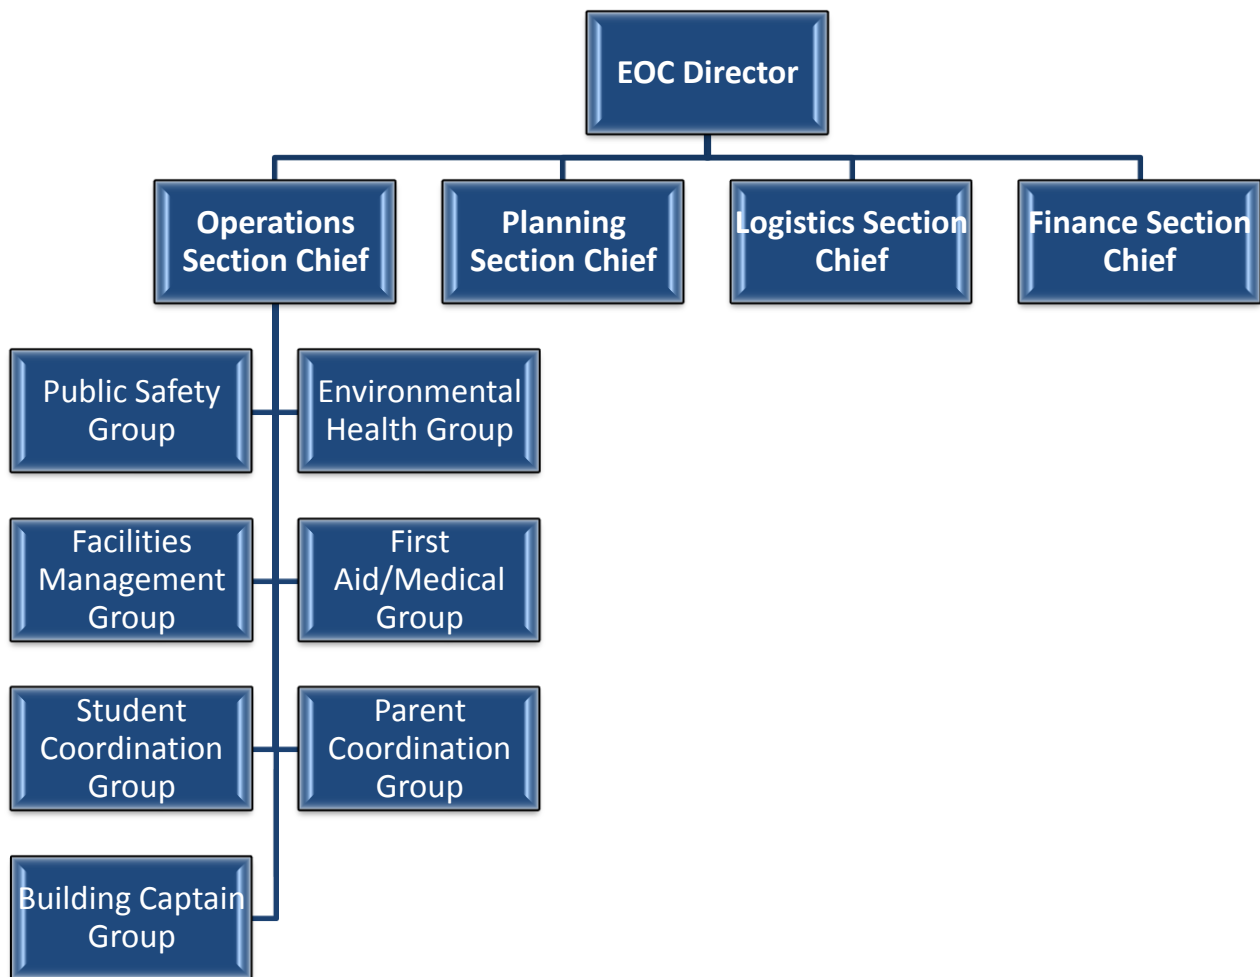 EOC Director
Operations
Section Chief
Planning
Section Chief
Logistics Section
Chief
Finance Section
Chief
Public Safety
Group
Environmental
Health Group
Facilities
Management
Group
First
Aid/Medical
Group
Student
Coordination
Group
Parent
Coordination
Group
Building Captain
Group